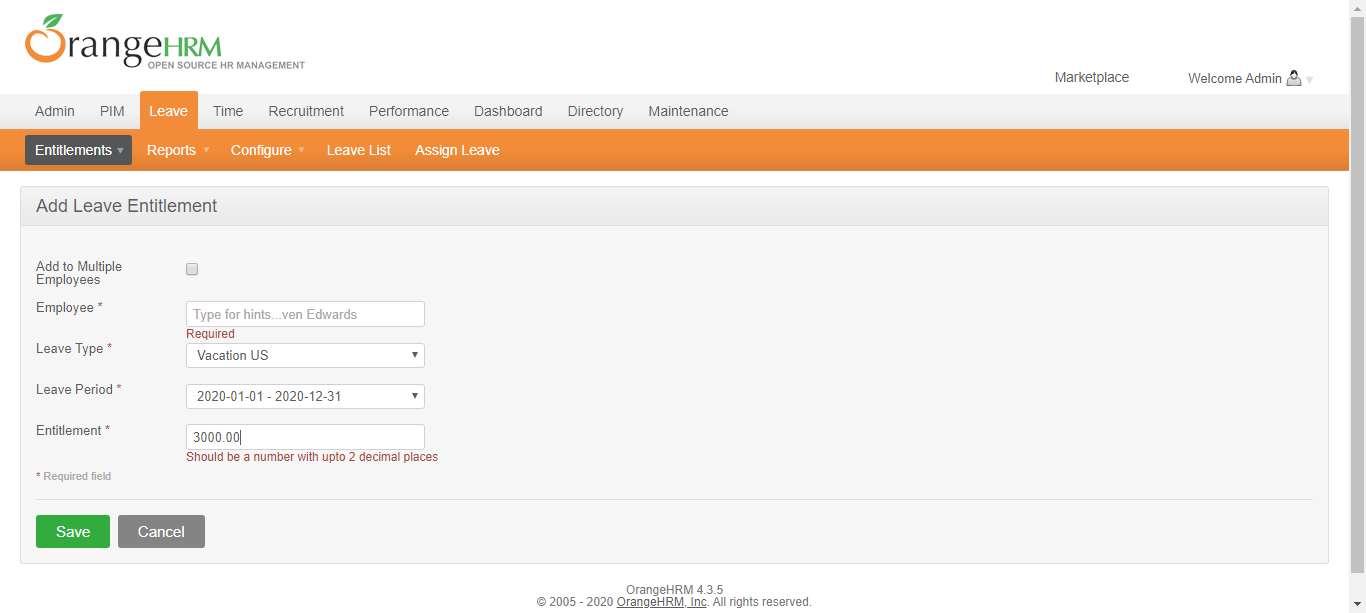 OrangeHRM
OPEN SOURCE HR MANAGEMENT
Marketplace
Welcome Admin
Admin PIM Leave Time Recruitment Performance Dashboard Directory Maintenance
Entitlements Reports Configure Leave List Assign Leave
Add Leave Entitlement
Add to Multiple
Employees
Employee *
Type for hints...ven Edwards
Required
Leave Type *
Vacation US
Leave Period *
2020-01-01 - 2020-12-31
Entitlement *
3000.00
Should be a number with upto 2 decimal places
* Required field
Save Cancel
OrangeHRM 4.3.5
© 2005 - 2020 OrangeHRM, Inc. All rights reserved.